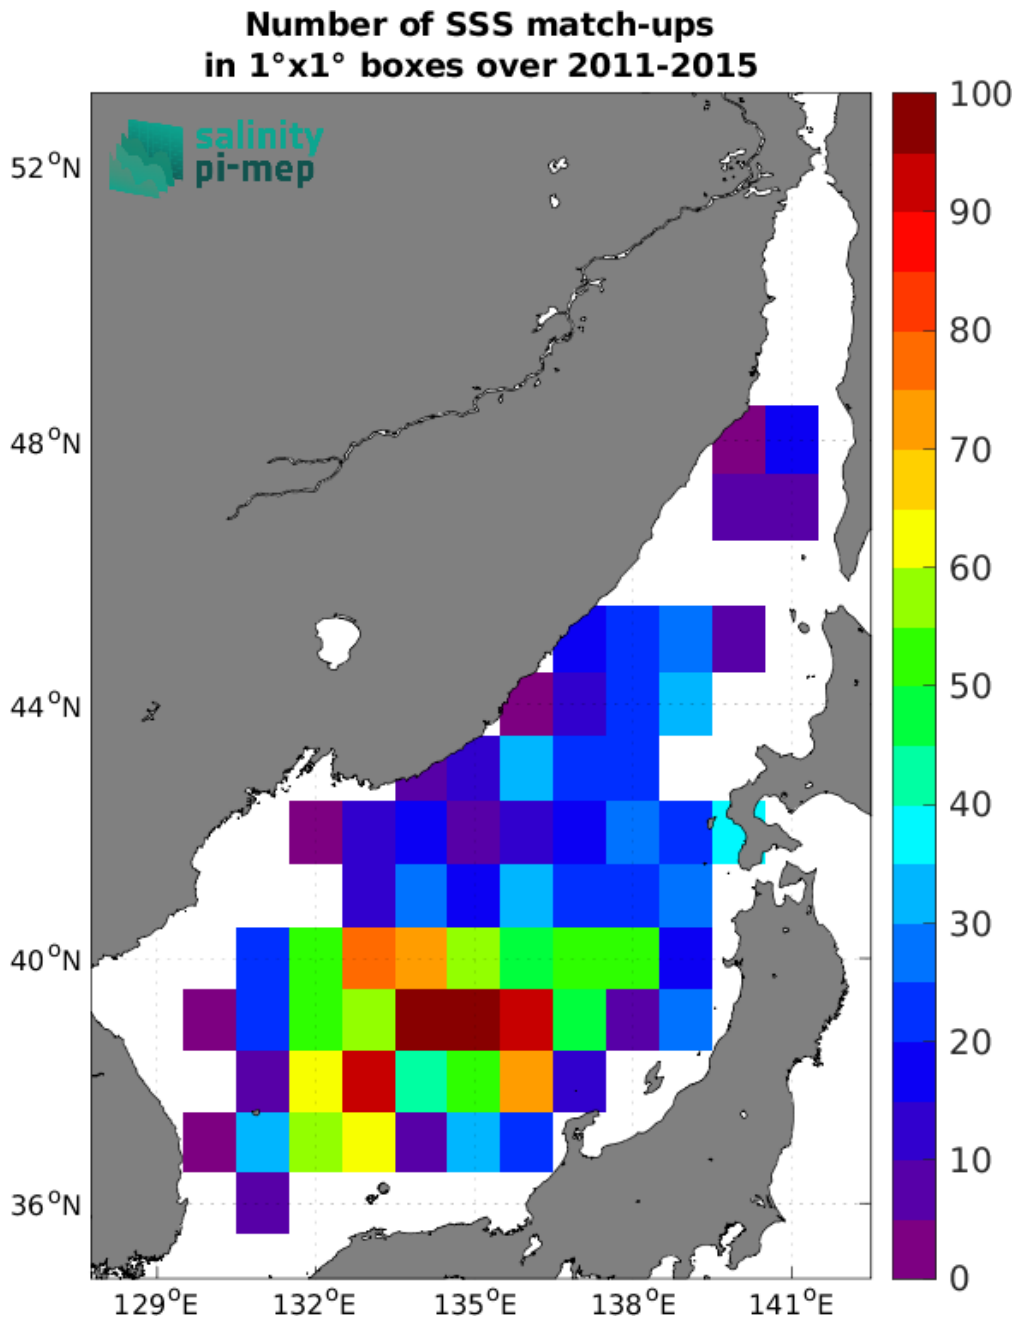 Number of SSS match-ups
in 1°x1° boxes over 2011-2015
salinity
pi-mep
52°N
48°N
44°N
40°N
36°N
129°E 132°E 135°E 138°E 141°E
100
90
80
70
60
50
40
30
20
10
0